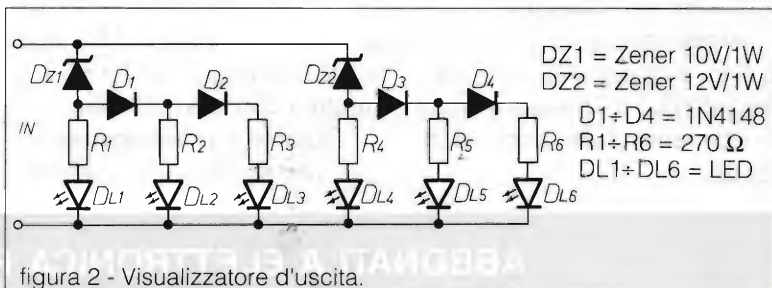 DZ1
D1
D2
DZ2
D3
D4
IN
R1
R2
R3
R4
R5
R6
DL1
DL2
DL3
DL4
DL5
DL6
DZ1 = Zener 10V/1W
DZ2 = Zener 12V/1W
D1÷D4 = 1N4148
R1÷R6 = 270 Ω
DL1÷DL6 = LED
figura 2 - Visualizzatore d'uscita.